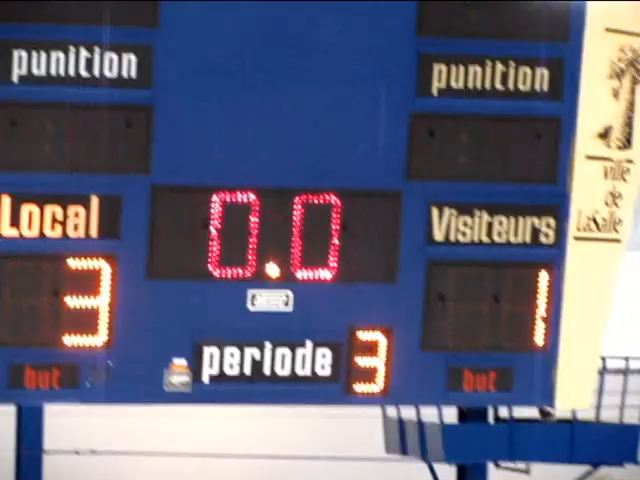 punition
punition
Local
0.0
Visiteurs
3
1
but
periode 3
but
ville
de
LaSalle